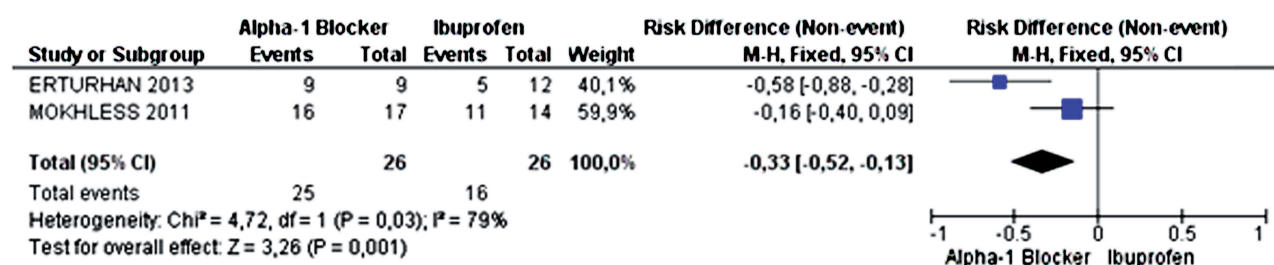 Alpha-1 Blocker Ibuprofen Risk Difference (Non-event) Risk Difference (Non-event)
Study or Subgroup Events Total Events Total Weight M-H, Fixed, 95% CI M-H, Fixed, 95% CI
ERTURHAN 2013 9 9 5 12 40,1% -0,58 [-0,88, -0,28]
MOKHLESS 2011 16 17 11 14 59,9% -0,16 [-0,40, 0,09]
Total (95% CI) 26 26 100,0% -0,33 [-0,52, -0,13]
Total events 25 16
Heterogeneity: Chi² = 4,72, df = 1 (P = 0,03); I² = 79%
Test for overall effect: Z = 3,26 (P = 0,001)
-1 -0.5 0 0.5 1
Alpha-1 Blocker Ibuprofen